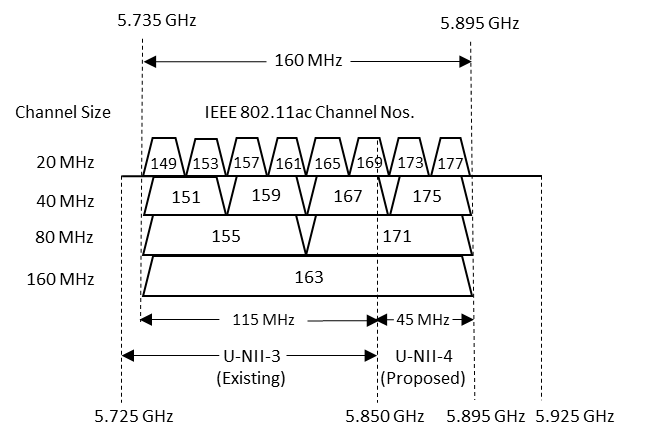 5.735 GHz
5.895 GHz
160 MHz
Channel Size
IEEE 802.11ac Channel Nos.
20 MHz 149 153 157 161 165 169 173 177
40 MHz 151 159 167 175
80 MHz 155 171
160 MHz 163
115 MHz 45 MHz
U-NII-3 U-NII-4
(Existing) (Proposed)
5.725 GHz 5.850 GHz 5.895 GHz 5.925 GHz